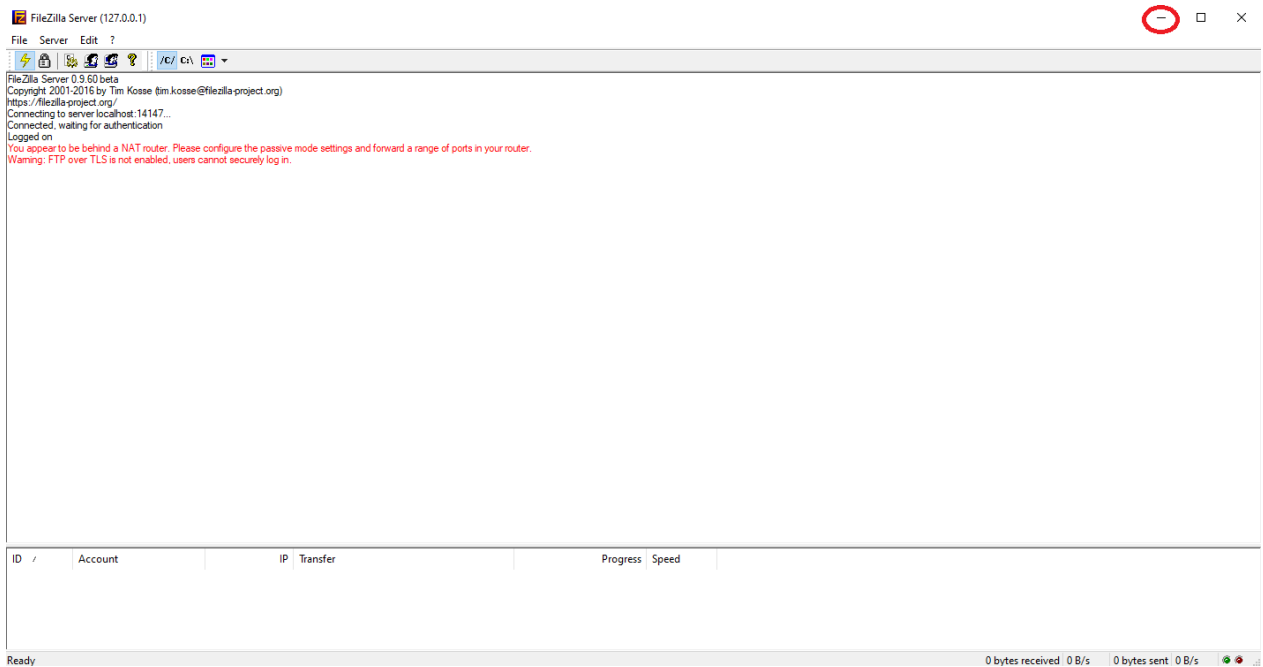 FileZilla Server (127.0.0.1)
File Server Edit ?
/C/ C:\
FileZilla Server 0.9.60 beta
Copyright 2001-2016 by Tim Kosse (tim.kosse@filezilla-project.org)
https://filezilla-project.org/
Connecting to server localhost:14147...
Connected, waiting for authentication
Logged on
You appear to be behind a NAT router. Please configure the passive mode settings and forward a range of ports in your router.
Warning: FTP over TLS is not enabled, users cannot securely log in.
ID / Account IP Transfer Progress Speed
Ready 0 bytes received 0 B/s 0 bytes sent 0 B/s